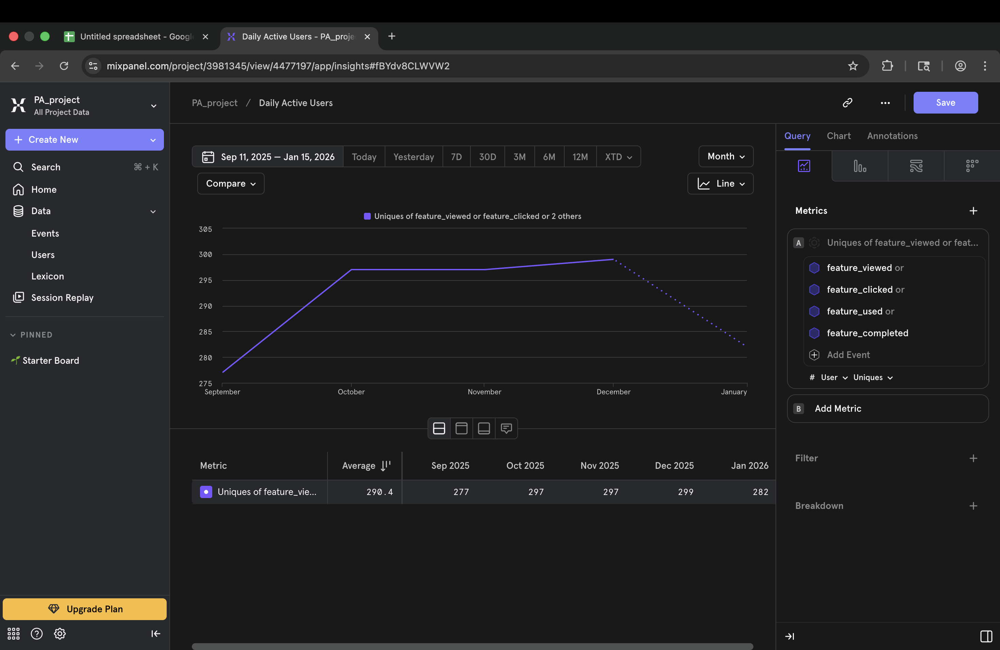 Untitled spreadsheet - Google
Daily Active Users - PA_proje
mixpanel.com/project/3981345/view/4477197/app/insights#fBYdv8CLWVW2
PA_project
All Project Data
Create New
Search ⌘ + K
Home
Data
Events
Users
Lexicon
Session Replay
PINNED
Starter Board
Upgrade Plan
PA_project / Daily Active Users
Save
Sep 11, 2025 — Jan 15, 2026 Today Yesterday 7D 30D 3M 6M 12M XTD
Month
Compare
Line
Uniques of feature_viewed or feature_clicked or 2 others
305
300
295
290
285
280
275
September October November December January
Metric Average Sep 2025 Oct 2025 Nov 2025 Dec 2025 Jan 2026
Uniques of feature_vie... 290.4 277 297 297 299 282
Query Chart Annotations
Metrics
A Uniques of feature_viewed or feat...
feature_viewed or
feature_clicked or
feature_used or
feature_completed
Add Event
# User Uniques
B Add Metric
Filter
Breakdown